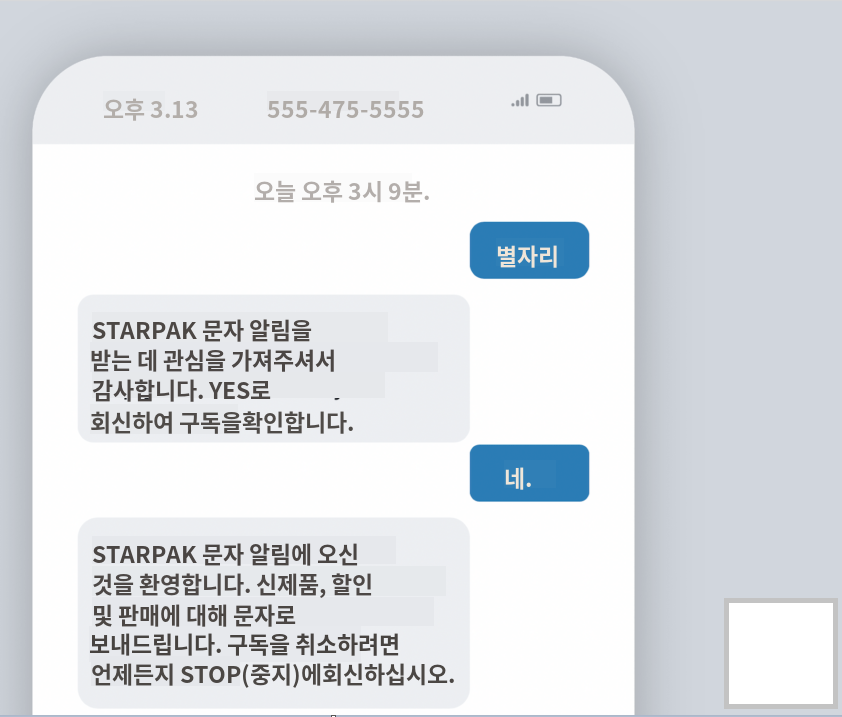 오후 3.13 555-475-5555
오늘 오후 3시 9분.
별자리
STARPAK 문자 알림을
받는 데 관심을 가져주셔서
감사합니다. YES로
회신하여 구독을확인합니다.
네.
STARPAK 문자 알림에 오신
것을 환영합니다. 신제품, 할인
및 판매에 대해 문자로
보내드립니다. 구독을 취소하려면
언제든지 STOP(중지)에회신하십시오.